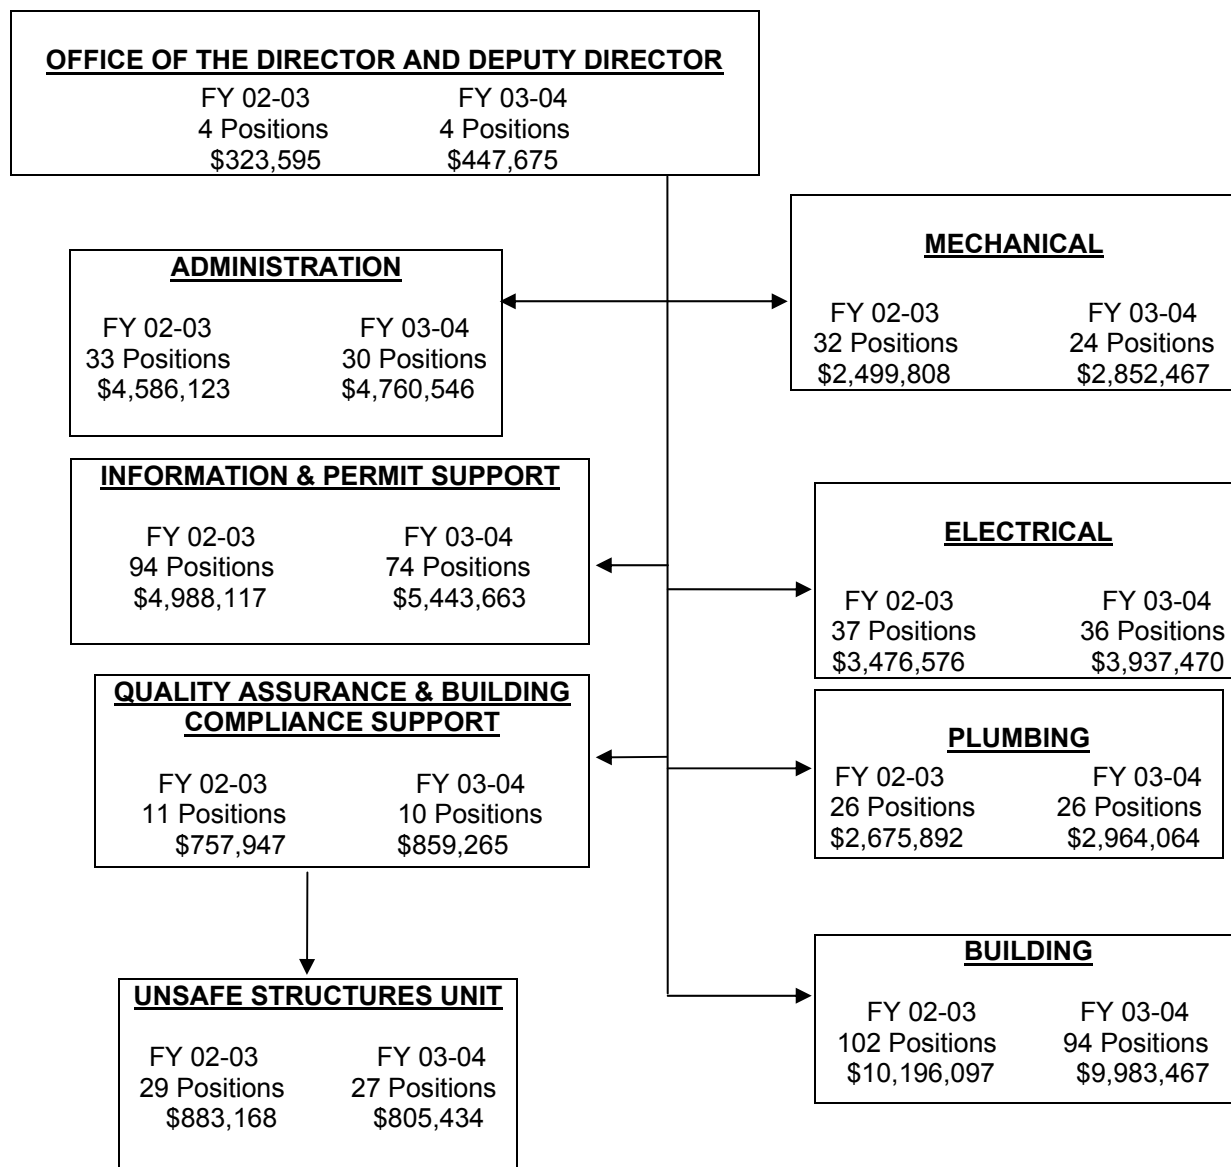 OFFICE OF THE DIRECTOR AND DEPUTY DIRECTOR
FY 02-03 FY 03-04
4 Positions 4 Positions
$323,595 $447,675
MECHANICAL
FY 02-03 FY 03-04
32 Positions 24 Positions
$2,499,808 $2,852,467
ADMINISTRATION
FY 02-03 FY 03-04
33 Positions 30 Positions
$4,586,123 $4,760,546
INFORMATION & PERMIT SUPPORT
FY 02-03 FY 03-04
94 Positions 74 Positions
$4,988,117 $5,443,663
ELECTRICAL
FY 02-03 FY 03-04
37 Positions 36 Positions
$3,476,576 $3,937,470
QUALITY ASSURANCE & BUILDING
COMPLIANCE SUPPORT
FY 02-03 FY 03-04
11 Positions 10 Positions
$757,947 $859,265
PLUMBING
FY 02-03 FY 03-04
26 Positions 26 Positions
$2,675,892 $2,964,064
BUILDING
FY 02-03 FY 03-04
102 Positions 94 Positions
$10,196,097 $9,983,467
UNSAFE STRUCTURES UNIT
FY 02-03 FY 03-04
29 Positions 27 Positions
$883,168 $805,434